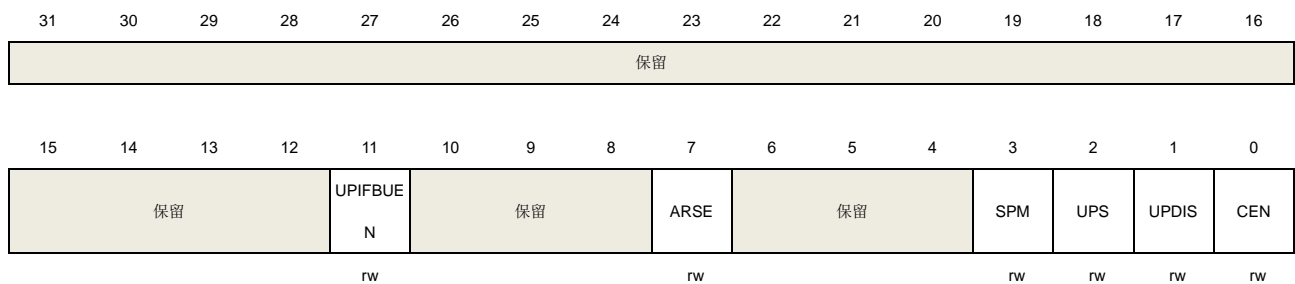 31 30 29 28 27 26 25 24 23 22 21 20 19 18 17 16
保留
15 14 13 12 11 10 9 8 7 6 5 4 3 2 1 0
保留 UPIFBUE
N 保留 ARSE 保留 SPM UPS UPDIS CEN
rw rw rw rw rw rw